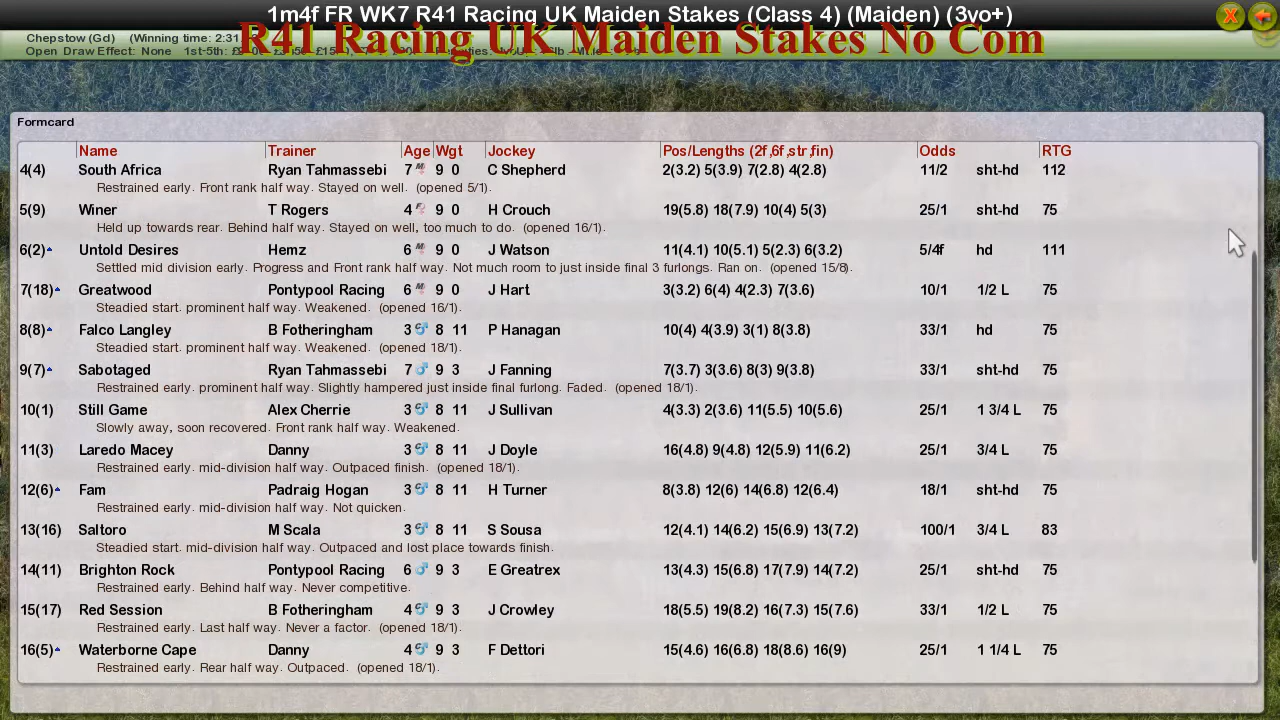 1m4f FR WK7 R41 Racing UK Maiden Stakes (Class 4) (Maiden) (3vo+)
R41 Racing UK Maiden Stakes No Com
Chepstow (Gd) (Winning time: 2:31
Open Draw Effect: None 1st-5th:
Formcard
Name Trainer Age Wgt Jockey Pos/Lengths (2f,6f,str,fin) Odds RTG
4(4) South Africa Ryan Tahmassebi 7 9 0 C Shepherd 2(3.2) 5(3.9) 7(2.8) 4(2.8) 11/2 sht-hd 112
Restrained early. Front rank half way. Stayed on well. (opened 5/1).
5(9) Winer T Rogers 4 9 0 H Crouch 19(5.8) 18(7.9) 10(4) 5(3) 25/1 sht-hd 75
Held up towards rear. Behind half way. Stayed on well, too much to do. (opened 16/1).
6(2) Untold Desires Hemz 6 9 0 J Watson 11(4.1) 10(5.1) 5(2.3) 6(3.2) 5/4f hd 111
Settled mid division early. Progress and Front rank half way. Not much room to just inside final 3 furlongs. Ran on. (opened 15/8).
7(18) Greatwood Pontypool Racing 6 9 0 J Hart 3(3.2) 6(4) 4(2.3) 7(3.6) 10/1 1/2 L 75
Steadied start. prominent half way. Weakened. (opened 16/1).
8(8) Falco Langley B Fotheringham 3 8 11 P Hanagan 10(4) 4(3.9) 3(1) 8(3.8) 33/1 hd 75
Steadied start. prominent half way. Weakened. (opened 18/1).
9(7) Sabotaged Ryan Tahmassebi 7 9 3 J Fanning 7(3.7) 3(3.6) 8(3) 9(3.8) 33/1 sht-hd 75
Restrained early. prominent half way. Slightly hampered just inside final furlong. Faded. (opened 18/1).
10(1) Still Game Alex Cherrie 3 8 11 J Sullivan 4(3.3) 2(3.6) 11(5.5) 10(5.6) 25/1 1 3/4 L 75
Slowly away, soon recovered. Front rank half way. Weakened.
11(3) Laredo Macey Danny 3 8 11 J Doyle 16(4.8) 9(4.8) 12(5.9) 11(6.2) 25/1 3/4 L 75
Restrained early. mid-division half way. Outpaced finish. (opened 18/1).
12(6) Fam Padraig Hogan 3 8 11 H Turner 8(3.8) 12(6) 14(6.8) 12(6.4) 18/1 sht-hd 75
Restrained early. mid-division half way. Not quicken.
13(16) Saltoro M Scala 3 8 11 S Sousa 12(4.1) 14(6.2) 15(6.9) 13(7.2) 100/1 3/4 L 83
Steadied start. mid-division half way. Outpaced and lost place towards finish.
14(11) Brighton Rock Pontypool Racing 6 9 3 E Greatrex 13(4.3) 15(6.8) 17(7.9) 14(7.2) 25/1 sht-hd 75
Restrained early. Behind half way. Never competitive.
15(17) Red Session B Fotheringham 4 9 3 J Crowley 18(5.5) 19(8.2) 16(7.3) 15(7.6) 33/1 1/2 L 75
Restrained early. Last half way. Never a factor. (opened 18/1).
16(5) Waterborne Cape Danny 4 9 3 F Dettori 15(4.6) 16(6.8) 18(8.6) 16(9) 25/1 1 1/4 L 75
Restrained early. Rear half way. Outpaced. (opened 18/1).